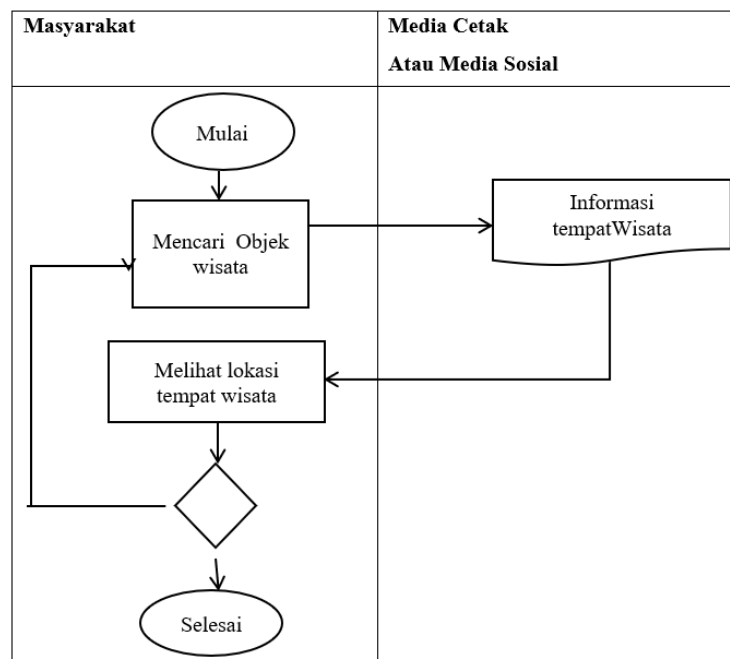 Masyarakat
Media Cetak
Atau Media Sosial
Mulai
Mencari Objek
wisata
Informasi
tempatWisata
Melihat lokasi
tempat wisata
Selesai